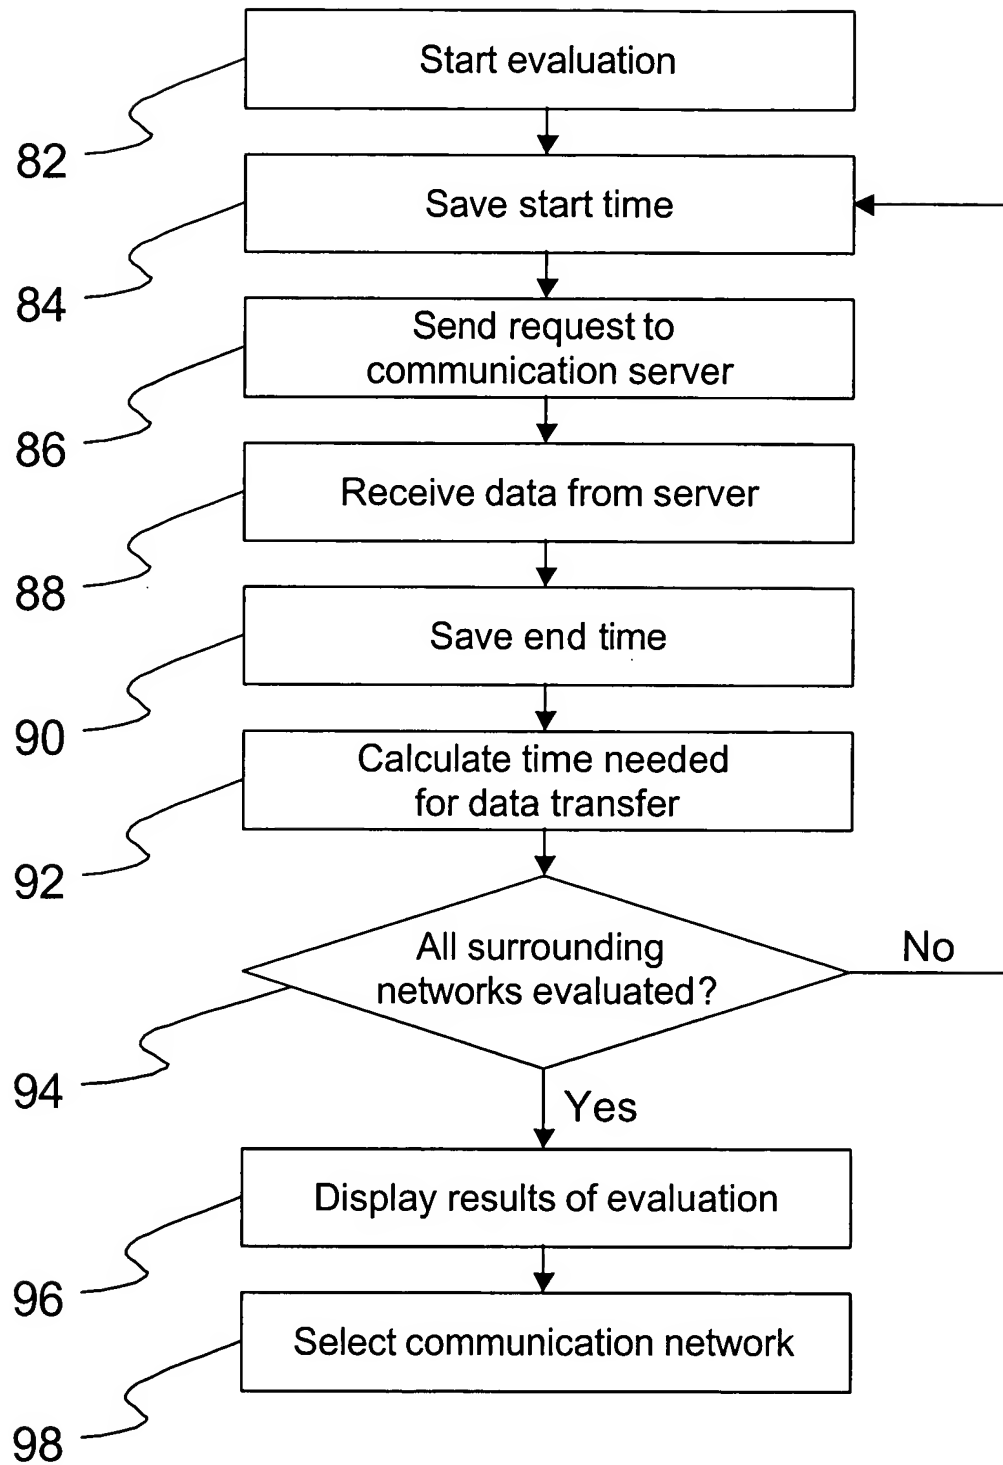 Start evaluation
82
Save start time
84
Send request to
communication server
86
Receive data from server
88
Save end time
90
Calculate time needed
for data transfer
92
All surrounding
networks evaluated?
No
94
Yes
Display results of evaluation
96
Select communication network
98